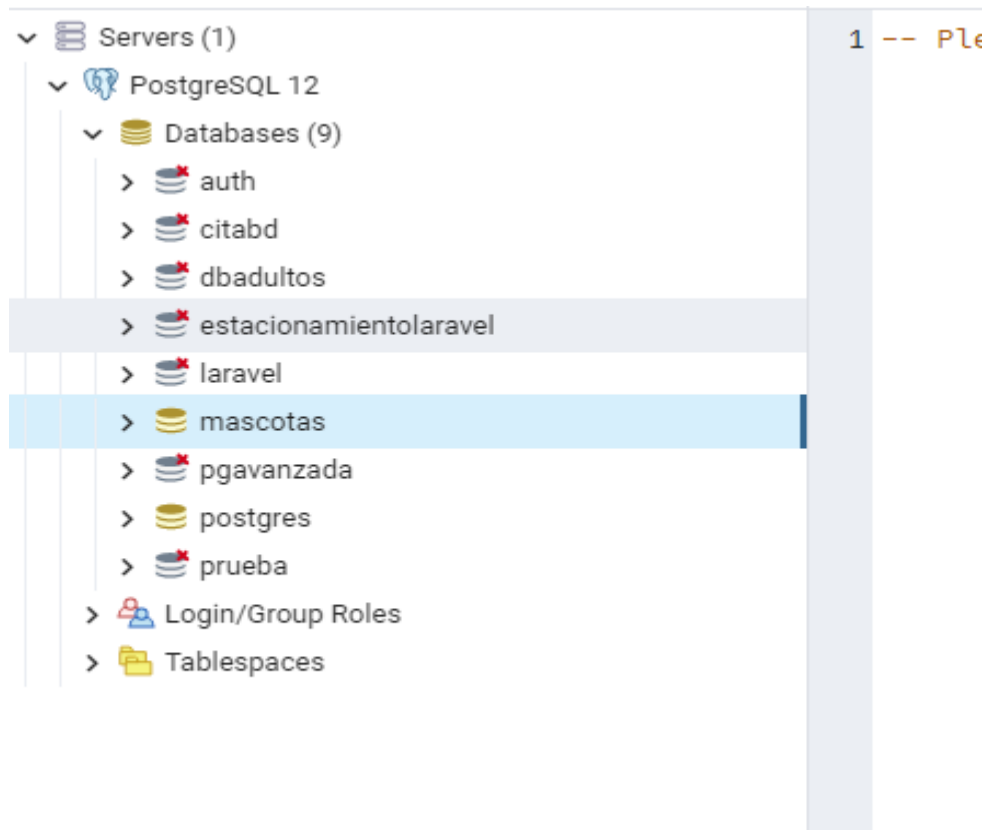 Servers (1)
PostgreSQL 12
Databases (9)
auth
citabd
dbadultos
estacionamientolaravel
laravel
mascotas
pgavanzada
postgres
prueba
Login/Group Roles
Tablespaces
1 -- Ple